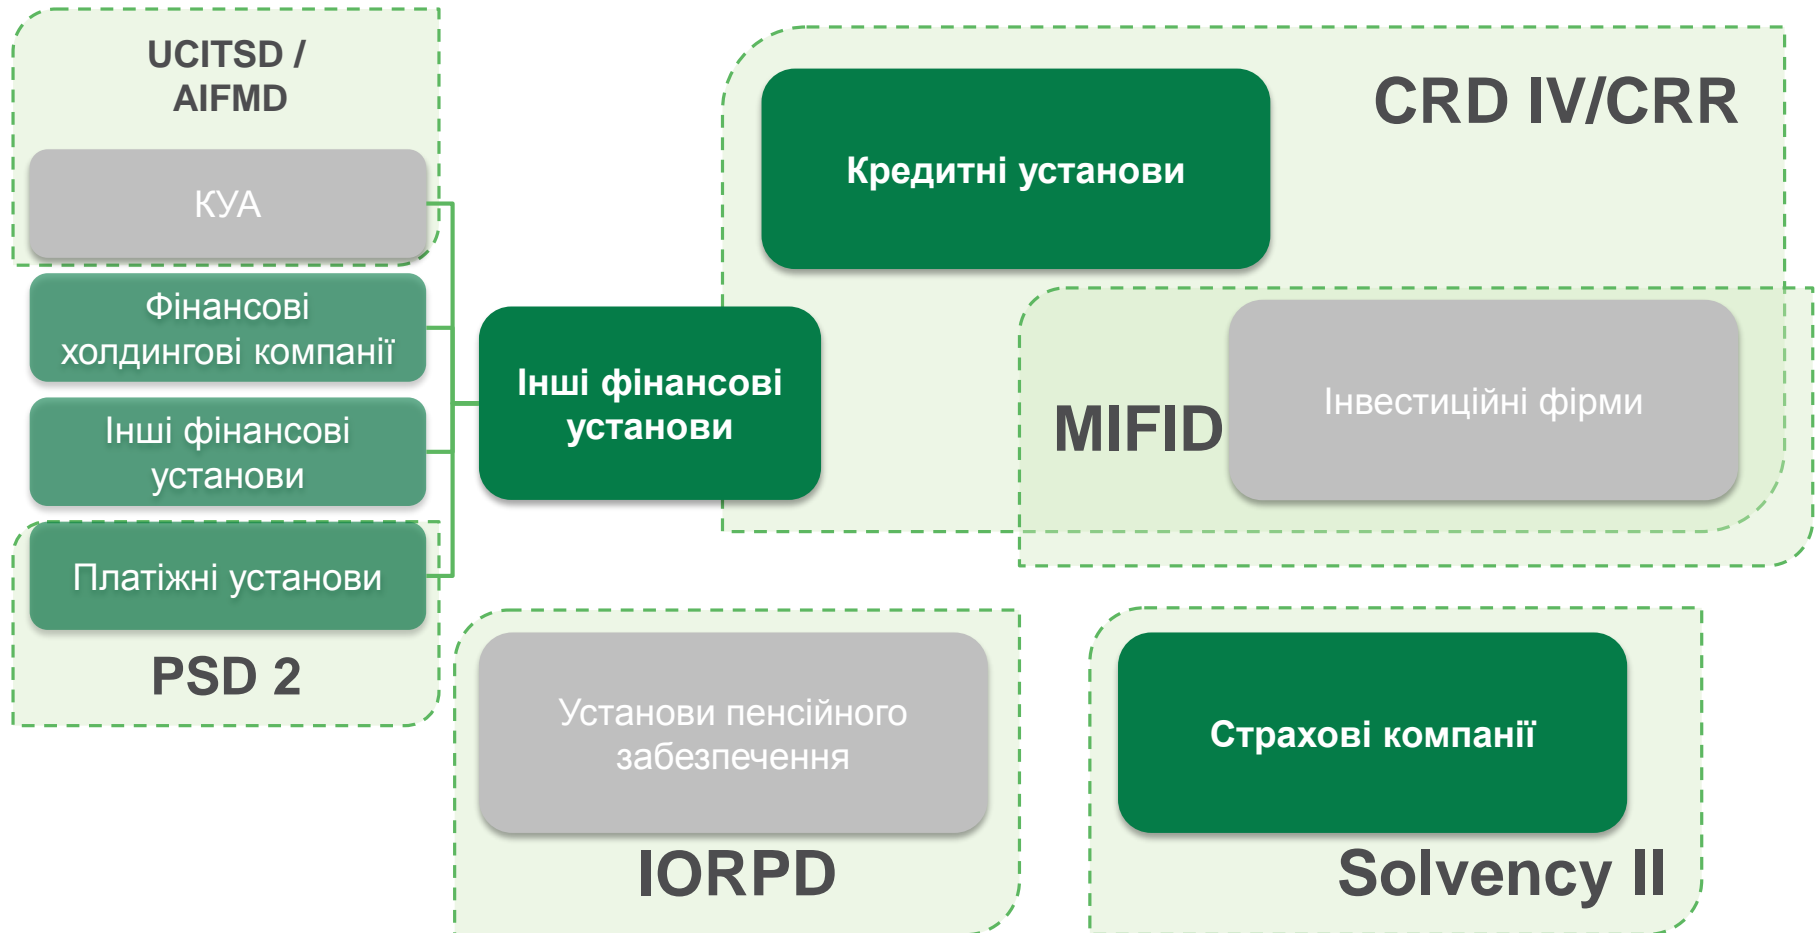 UCITSD /
AIFMD
КУА
Фінансові
холдингові компанії
Інші фінансові
установи
Платіжні установи
PSD 2
Інші фінансові
установи
CRD IV/CRR
Кредитні установи
MIFID
Інвестиційні фірми
Установи пенсійного
забезпечення
IORPD
Страхові компанії
Solvency II